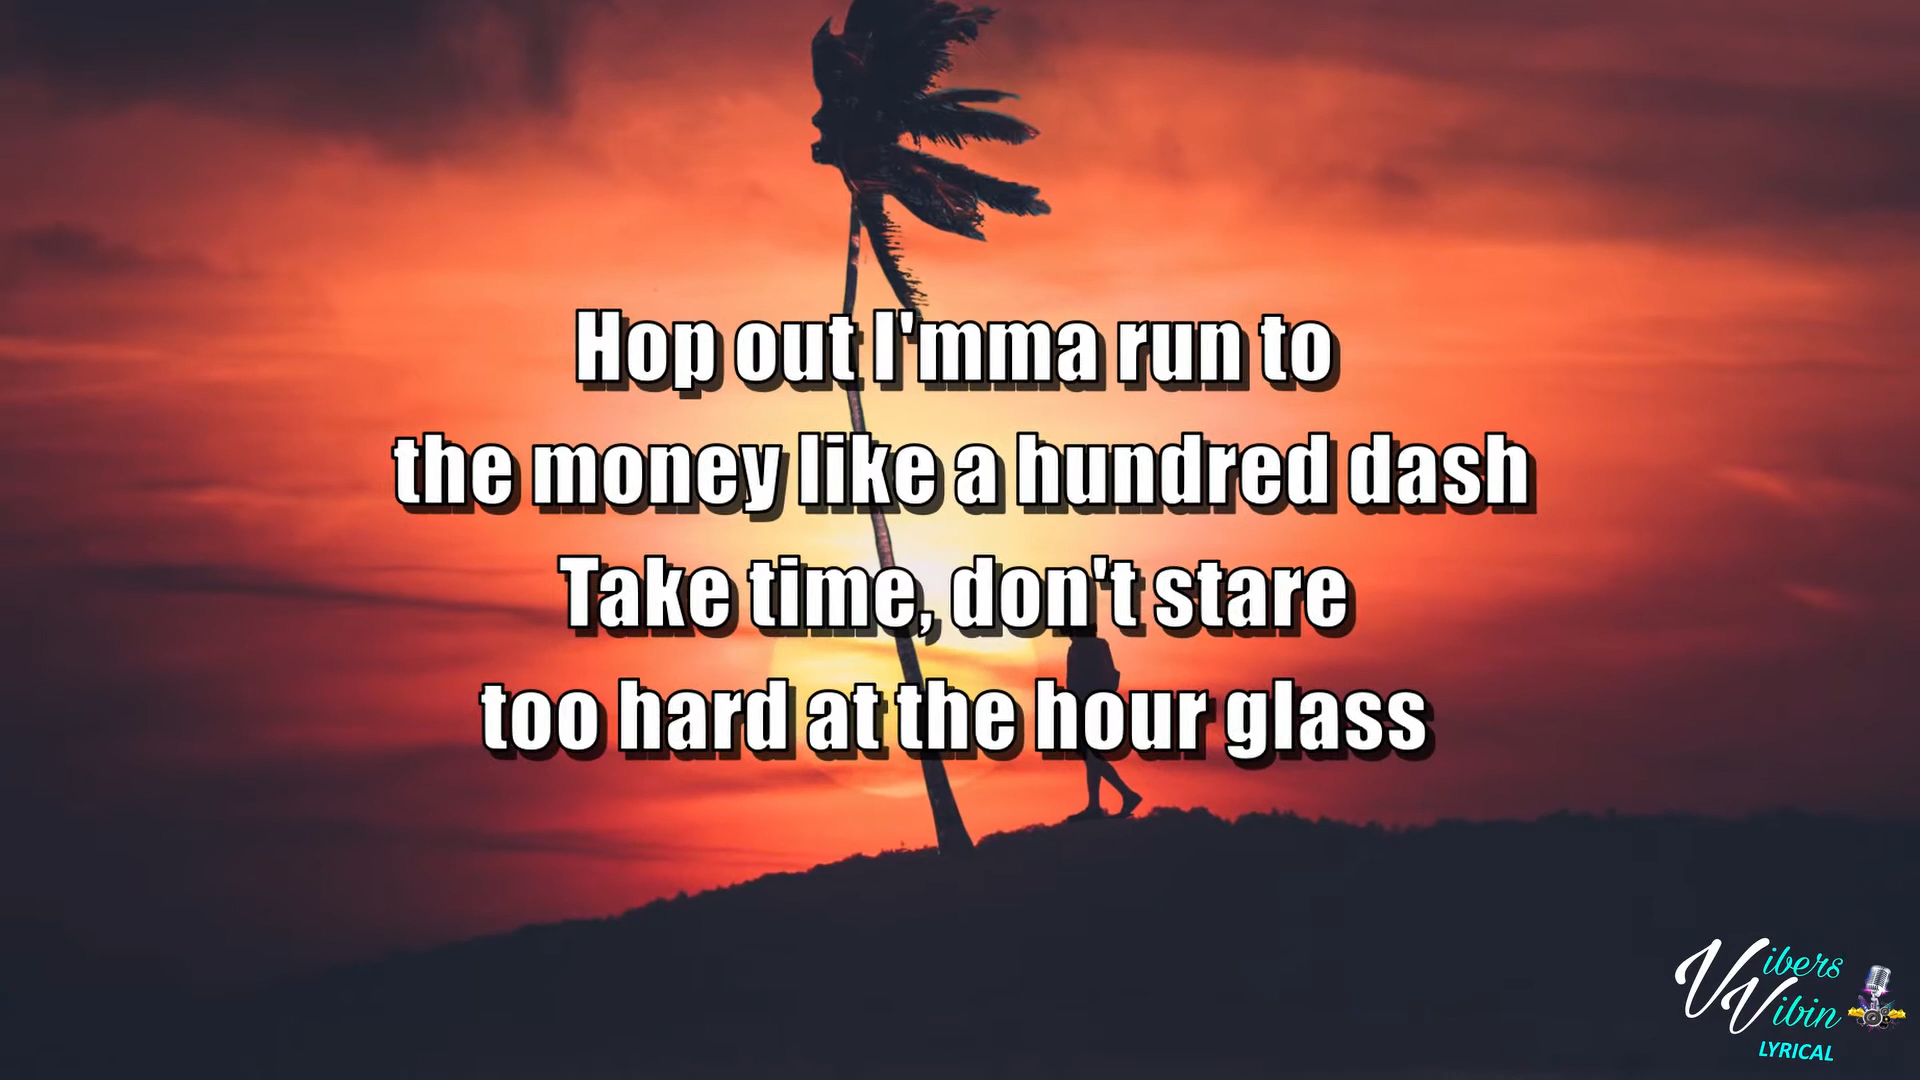 Hop out I'mma run to
the money like a hundred dash
Take time, don't stare
too hard at the hour glass
Vibers
Vibin
LYRICAL